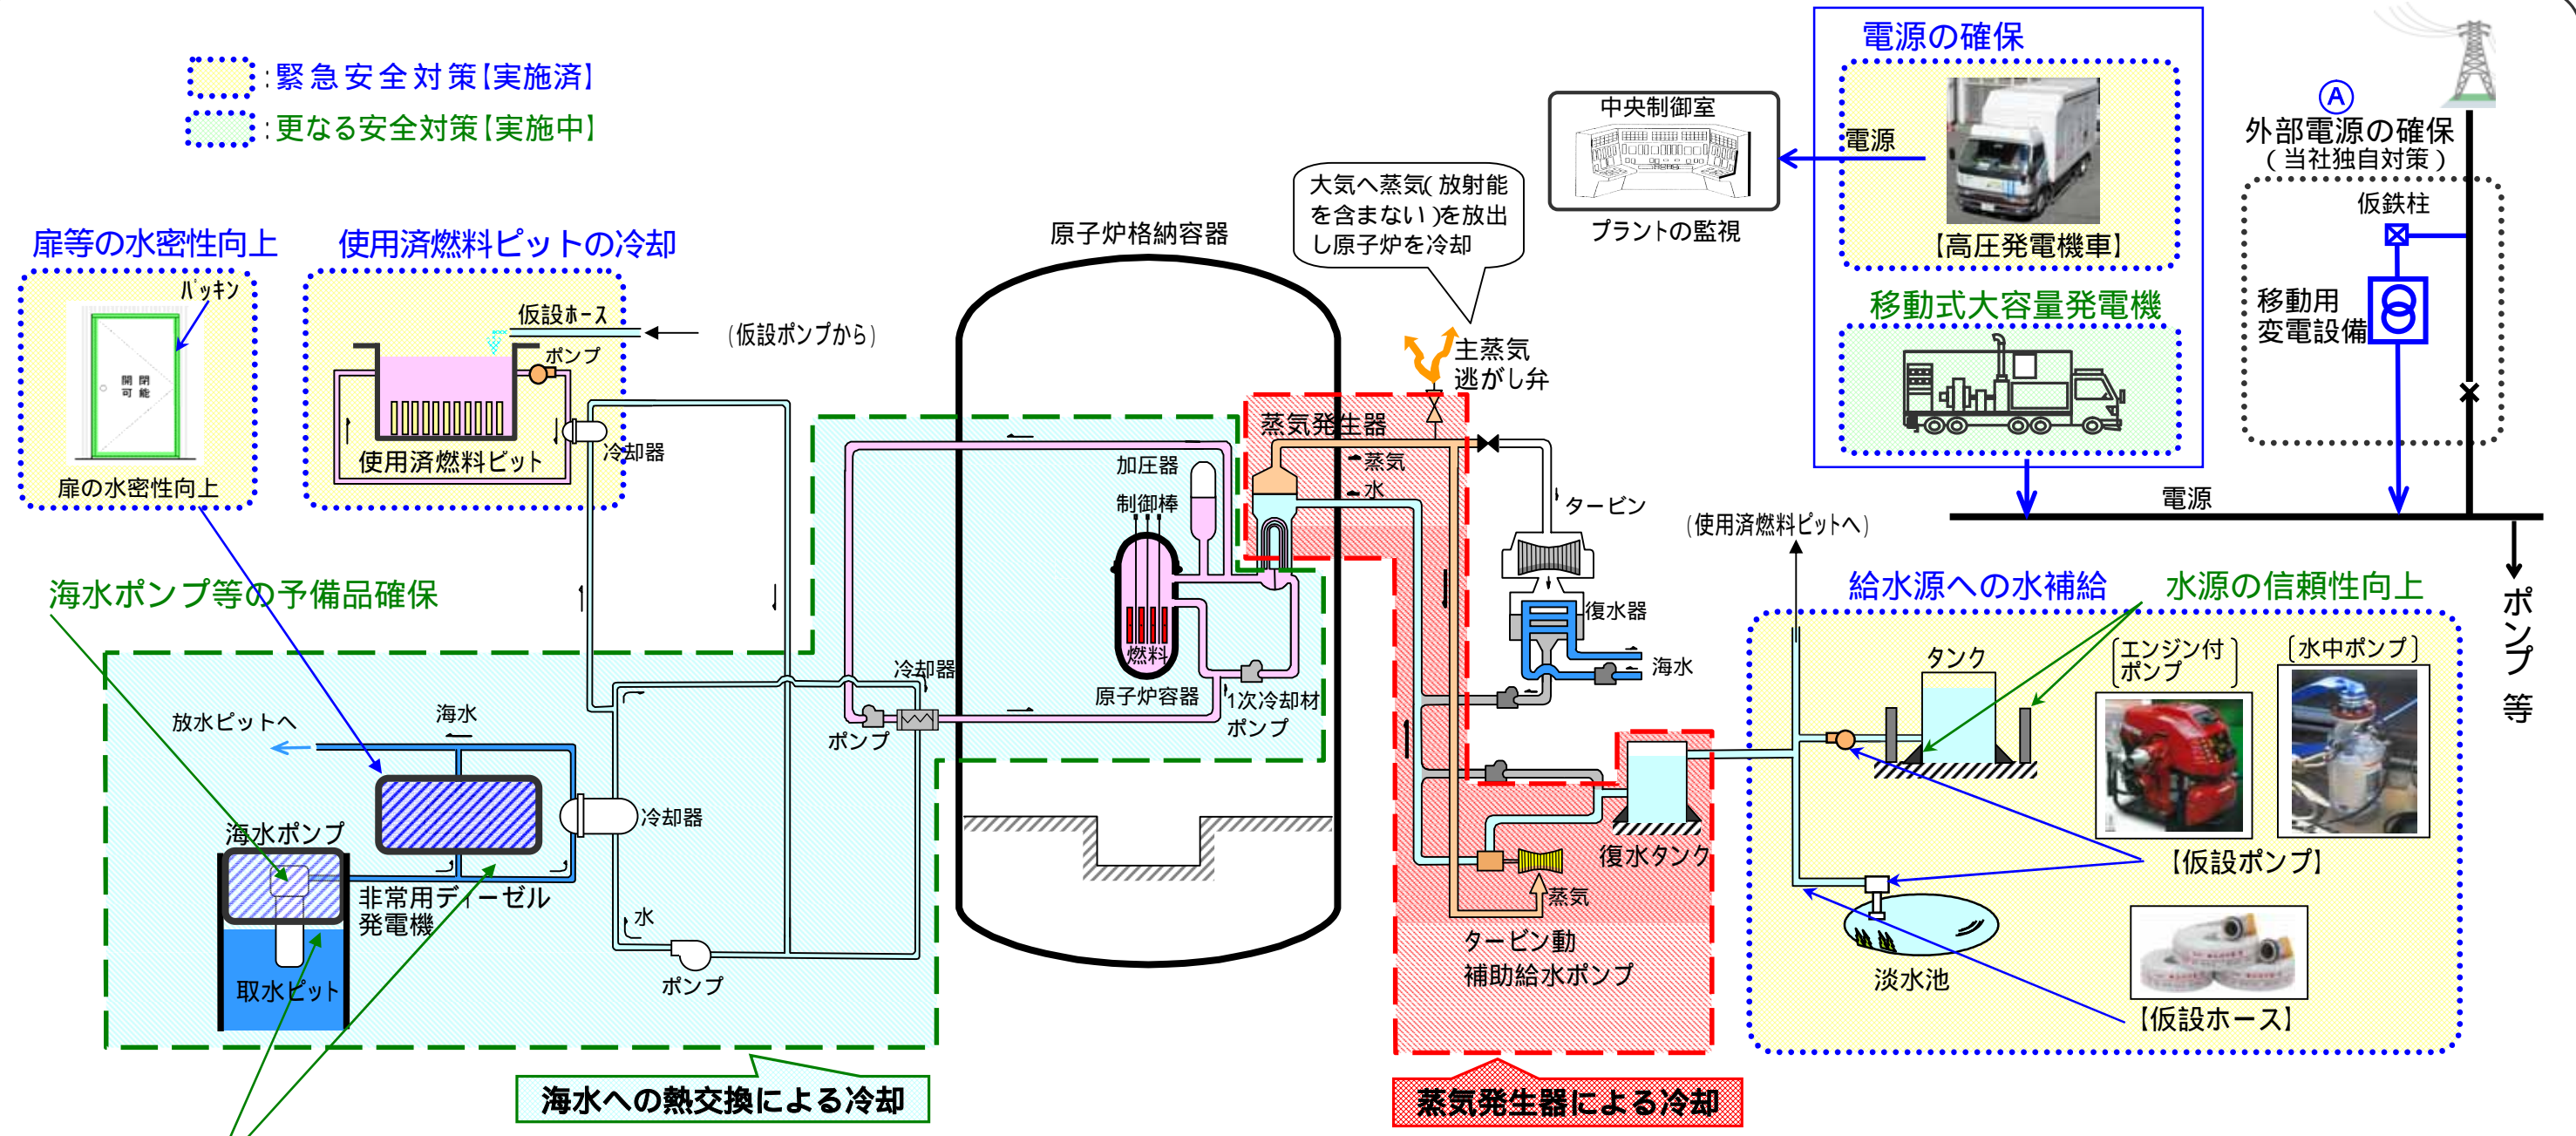 ：緊急安全対策【実施済】
：更なる安全対策【実施中】
扉等の水密性向上
パッキン
開 閉
可 能
扉の水密性向上
使用済燃料ピットの冷却
仮設ホース
(仮設ポンプから)
ポンプ
使用済燃料ピット
冷却器
海水ポンプ等の予備品確保
放水ピットへ
海水
海水ポンプ
冷却器
非常用ディーゼル
発電機
取水ピット
水
ポンプ
海水への熱交換による冷却
原子炉格納容器
加圧器
制御棒
燃料
原子炉容器
冷却器
ポンプ
1次冷却材
ポンプ
大気へ蒸気(放射能
を含まない)を放出
し原子炉を冷却
主蒸気
逃がし弁
蒸気発生器
蒸気
水
タービン
復水器
海水
復水タンク
蒸気
タービン動
補助給水ポンプ
蒸気発生器による冷却
中央制御室
プラントの監視
電源の確保
電源
【高圧発電機車】
移動式大容量発電機
Ⓐ
外部電源の確保
(当社独自対策)
仮鉄柱
移動用
変電設備
電源
ポンプ 等
(使用済燃料ピットへ)
給水源への水補給
水源の信頼性向上
タンク
〔エンジン付
ポンプ〕
〔水中ポンプ〕
【仮設ポンプ】
淡水池
【仮設ホース】